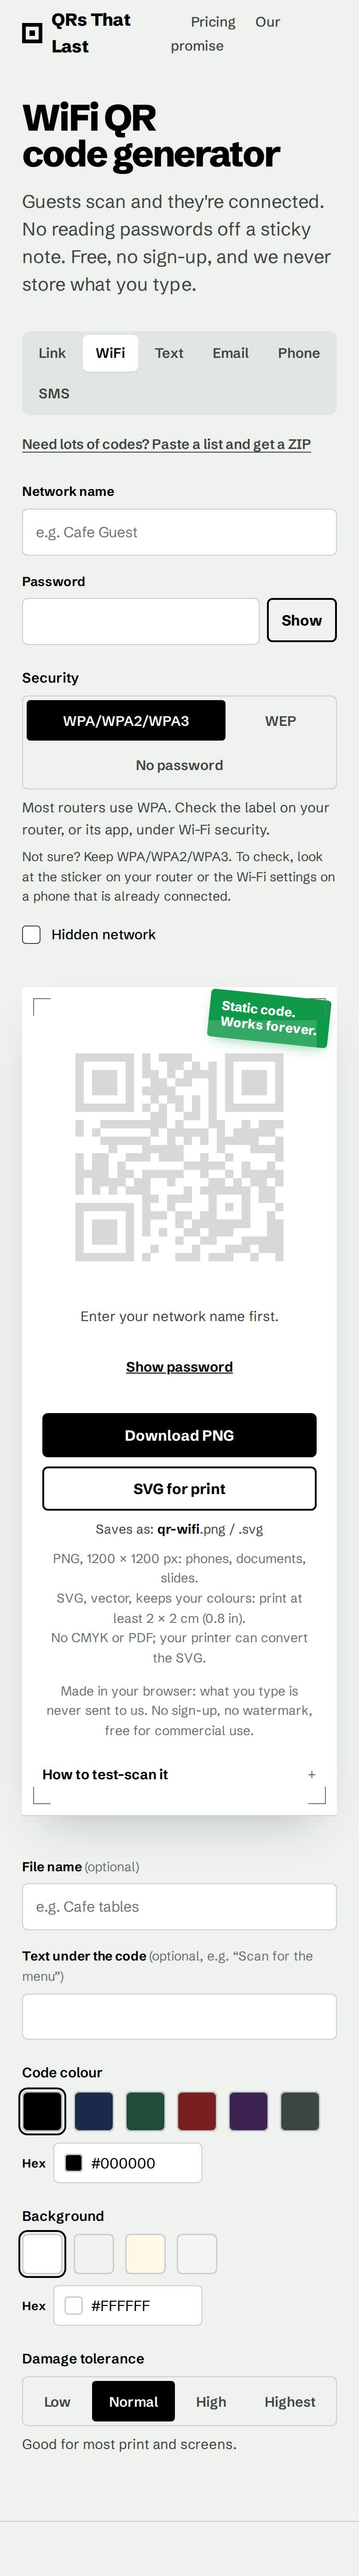 QRs That
Last
Pricing
Our
promise
WiFi QR
code generator
Guests scan and they're connected.
No reading passwords off a sticky
note. Free, no sign-up, and we never
store what you type.
Link
WiFi
Text
Email
Phone
SMS
Need lots of codes? Paste a list and get a ZIP
Network name
e.g. Cafe Guest
Password
Show
Security
WPA/WPA2/WPA3
WEP
No password
Most routers use WPA. Check the label on your
router, or its app, under Wi-Fi security.
Not sure? Keep WPA/WPA2/WPA3. To check, look
at the sticker on your router or the Wi-Fi settings on
a phone that is already connected.
Hidden network
Static code.
Works forever.
Enter your network name first.
Show password
Download PNG
SVG for print
Saves as: qr-wifi.png / .svg
PNG, 1200 × 1200 px: phones, documents,
slides.
SVG, vector, keeps your colours: print at
least 2 × 2 cm (0.8 in).
No CMYK or PDF; your printer can convert
the SVG.
Made in your browser: what you type is
never sent to us. No sign-up, no watermark,
free for commercial use.
How to test-scan it +
File name (optional)
e.g. Cafe tables
Text under the code (optional, e.g. “Scan for the
menu”)
Code colour
Hex #000000
Background
Hex #FFFFFF
Damage tolerance
Low
Normal
High
Highest
Good for most print and screens.